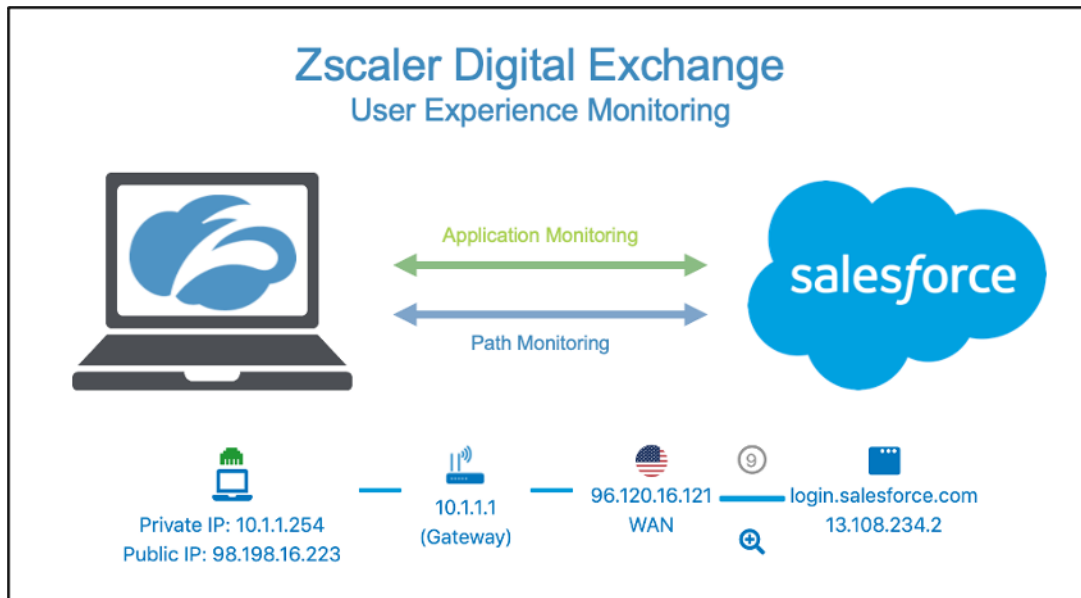 Zscaler Digital Exchange
User Experience Monitoring
Application Monitoring
salesforce
Path Monitoring
9
Private IP: 10.1.1.254
Public IP: 98.198.16.223
10.1.1.1
(Gateway)
96.120.16.121
WAN
login.salesforce.com
13.108.234.2